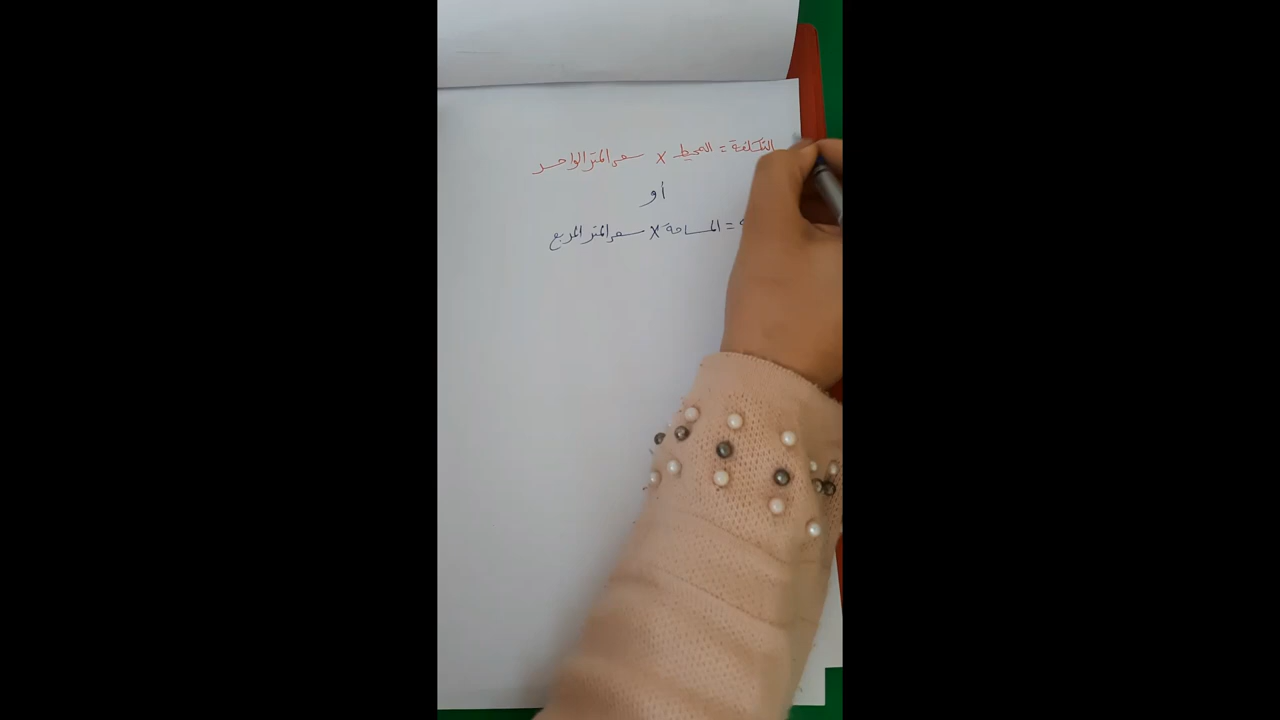 التكلفة = المحيط X سعر المتر الواحد
أو
= المساحة X سعر المتر المربع